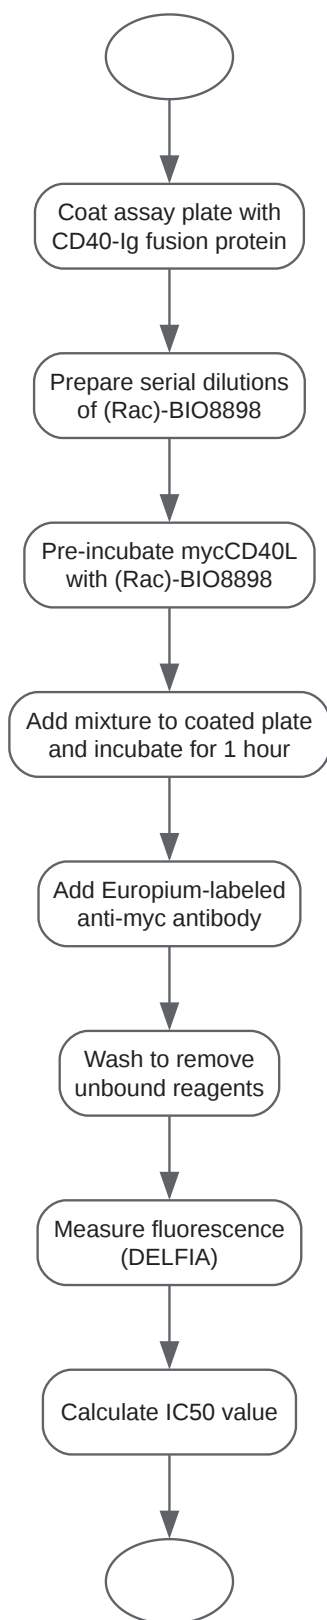 Coat assay plate with
CD40-Ig fusion protein
Prepare serial dilutions
of (Rac)-BIO8898
Pre-incubate mycCD40L
with (Rac)-BIO8898
Add mixture to coated plate
and incubate for 1 hour
Add Europium-labeled
anti-myc antibody
Wash to remove
unbound reagents
Measure fluorescence
(DELFIA)
Calculate IC50 value